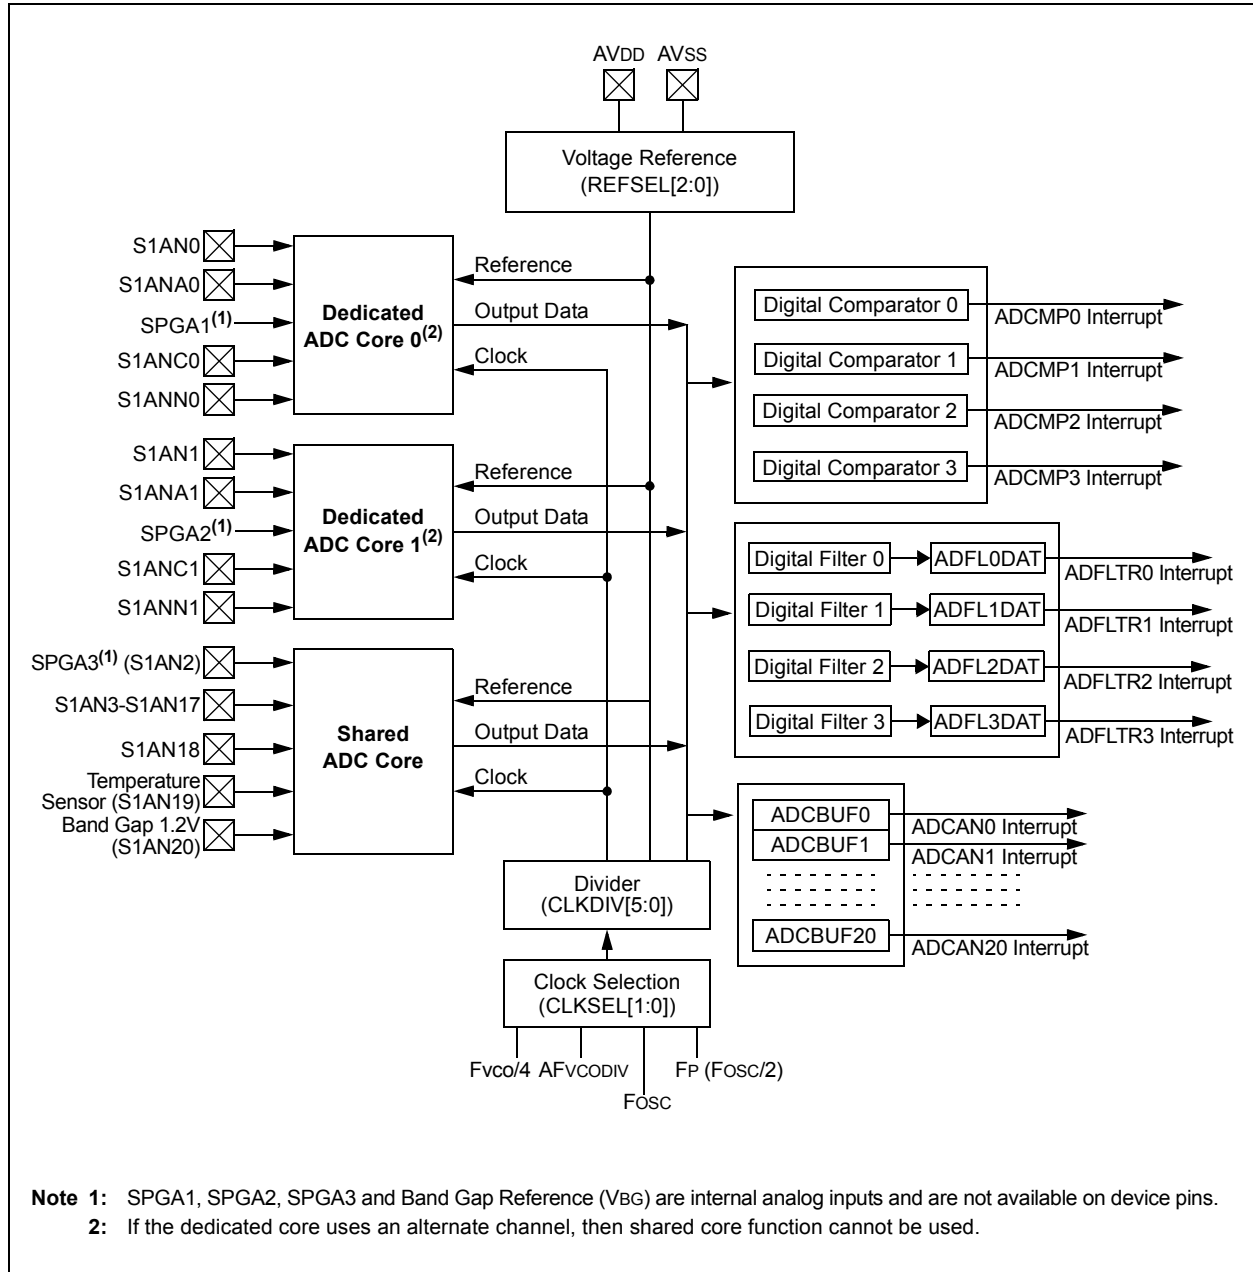 AVDD AVSS
Voltage Reference
(REFSEL[2:0])
S1AN0
S1ANA0
SPGA1(1)
S1ANC0
S1ANN0
Dedicated
ADC Core 0(2)
Reference
Output Data
Clock
S1AN1
S1ANA1
SPGA2(1)
S1ANC1
S1ANN1
Dedicated
ADC Core 1(2)
Reference
Output Data
Clock
SPGA3(1) (S1AN2)
S1AN3-S1AN17
S1AN18
Temperature
Sensor (S1AN19)
Band Gap 1.2V
(S1AN20)
Shared
ADC Core
Reference
Output Data
Clock
Digital Comparator 0
ADCMP0 Interrupt
Digital Comparator 1
ADCMP1 Interrupt
Digital Comparator 2
ADCMP2 Interrupt
Digital Comparator 3
ADCMP3 Interrupt
Digital Filter 0 ADFL0DAT
ADFLTR0 Interrupt
Digital Filter 1 ADFL1DAT
ADFLTR1 Interrupt
Digital Filter 2 ADFL2DAT
ADFLTR2 Interrupt
Digital Filter 3 ADFL3DAT
ADFLTR3 Interrupt
ADCBUF0
ADCAN0 Interrupt
ADCBUF1
ADCAN1 Interrupt
ADCBUF20
ADCAN20 Interrupt
Divider
(CLKDIV[5:0])
Clock Selection
(CLKSEL[1:0])
Fvco/4 AFVCODIV FP (FOSC/2)
FOSC
Note 1: SPGA1, SPGA2, SPGA3 and Band Gap Reference (VBG) are internal analog inputs and are not available on device pins.
2: If the dedicated core uses an alternate channel, then shared core function cannot be used.